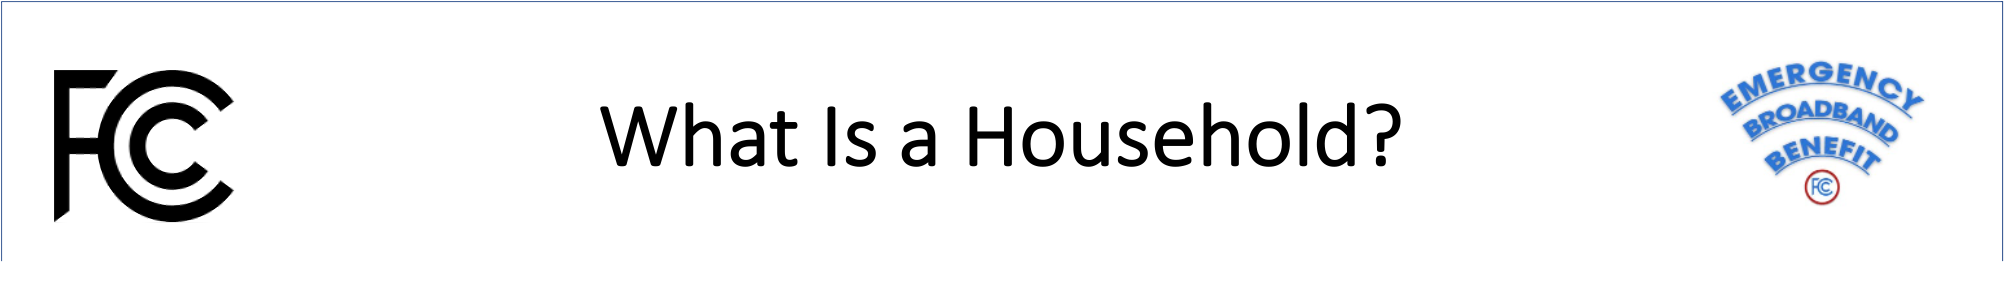 FCC
What Is a Household?
EMERGENCY
BROADBAND
BENEFIT
FCC